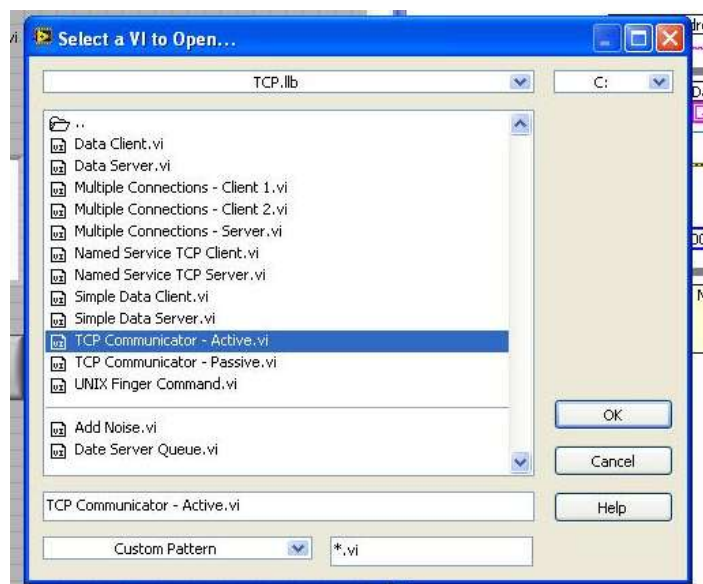 Select a VI to Open...
TCP.llb
C:
..
Data Client.vi
Data Server.vi
Multiple Connections - Client 1.vi
Multiple Connections - Client 2.vi
Multiple Connections - Server.vi
Named Service TCP Client.vi
Named Service TCP Server.vi
Simple Data Client.vi
Simple Data Server.vi
TCP Communicator - Active.vi
TCP Communicator - Passive.vi
UNIX Finger Command.vi
Add Noise.vi
Date Server Queue.vi
OK
Cancel
TCP Communicator - Active.vi
Help
Custom Pattern
*.vi